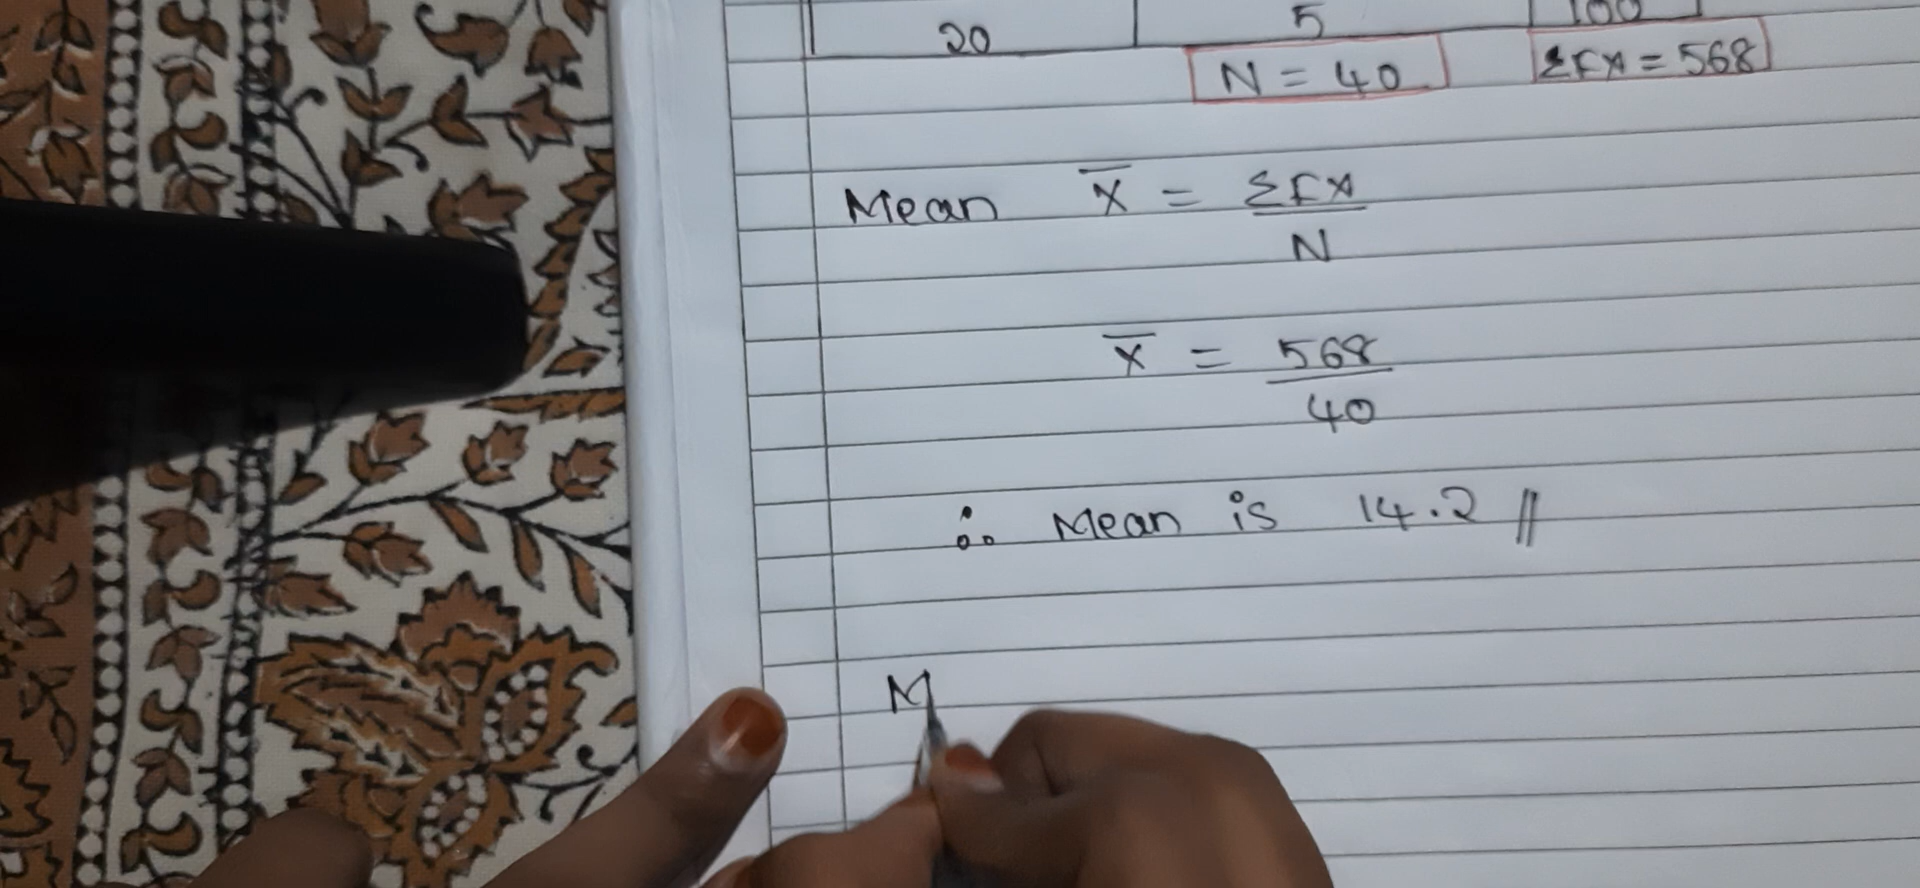 20 5 100
N = 40 ΣFX = 568
Mean X̅ = ΣFX
N
X̅ = 568
40
∴ Mean is 14.2 //
M